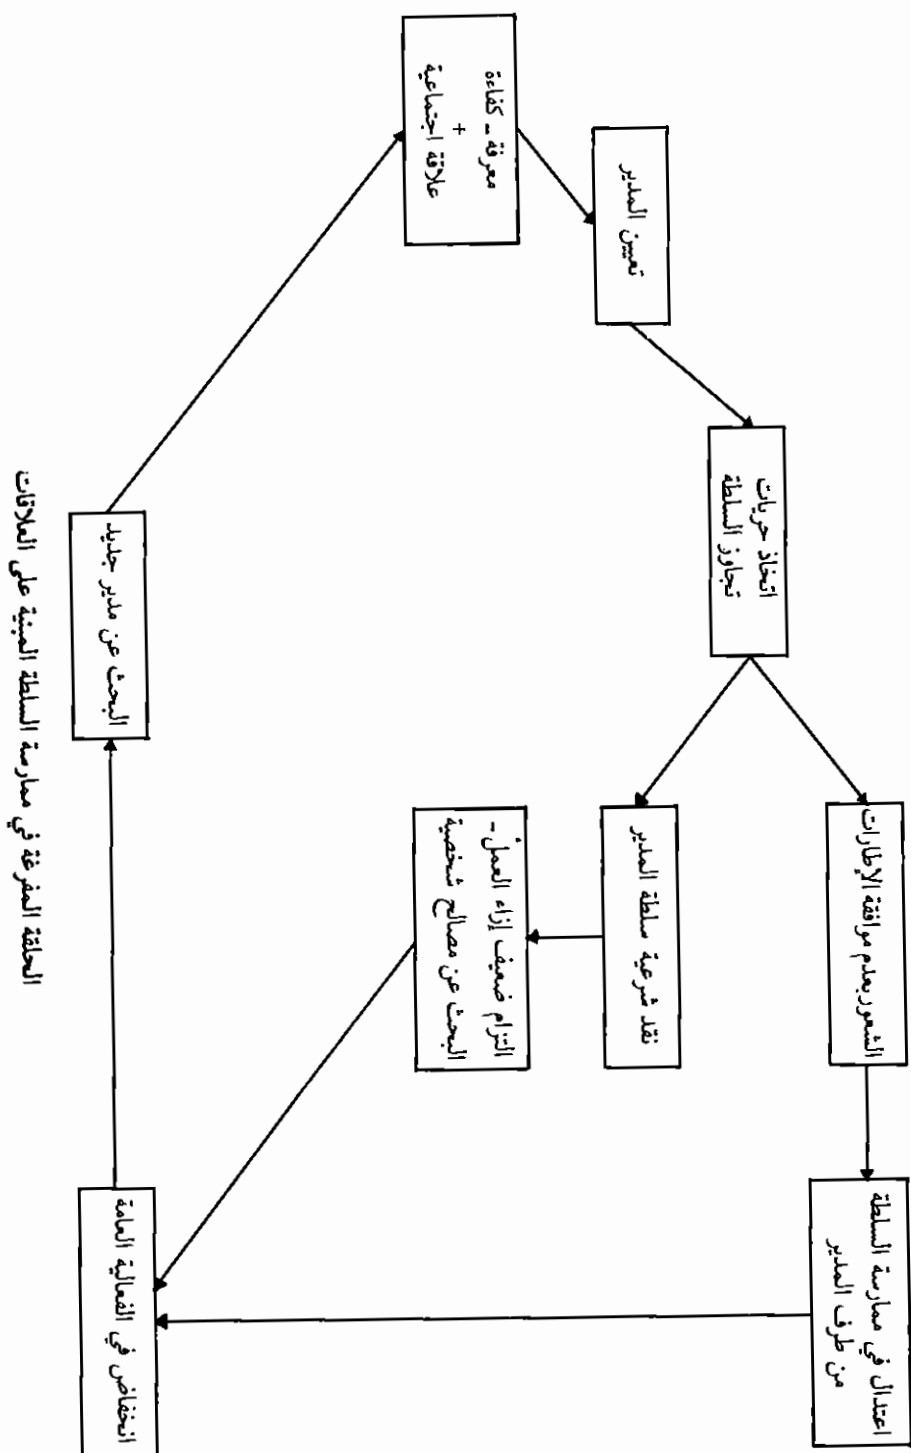 معرفة - كفاءة
+
علاقة اجتماعية
تعيين المدير
اتخاذ حريات
تجاوز السلطة
الشعور بعدم موافقة الإطارات
اعتدال في ممارسة السلطة
من طرف المدير
نقد شرعية سلطة المدير
التزام ضعيف إزاء العمل -
البحث عن مصالح شخصية
انخفاض في الفعالية العامة
البحث عن مدير جديد
الحلقة المفرغة في ممارسة السلطة المبنية على العلاقات